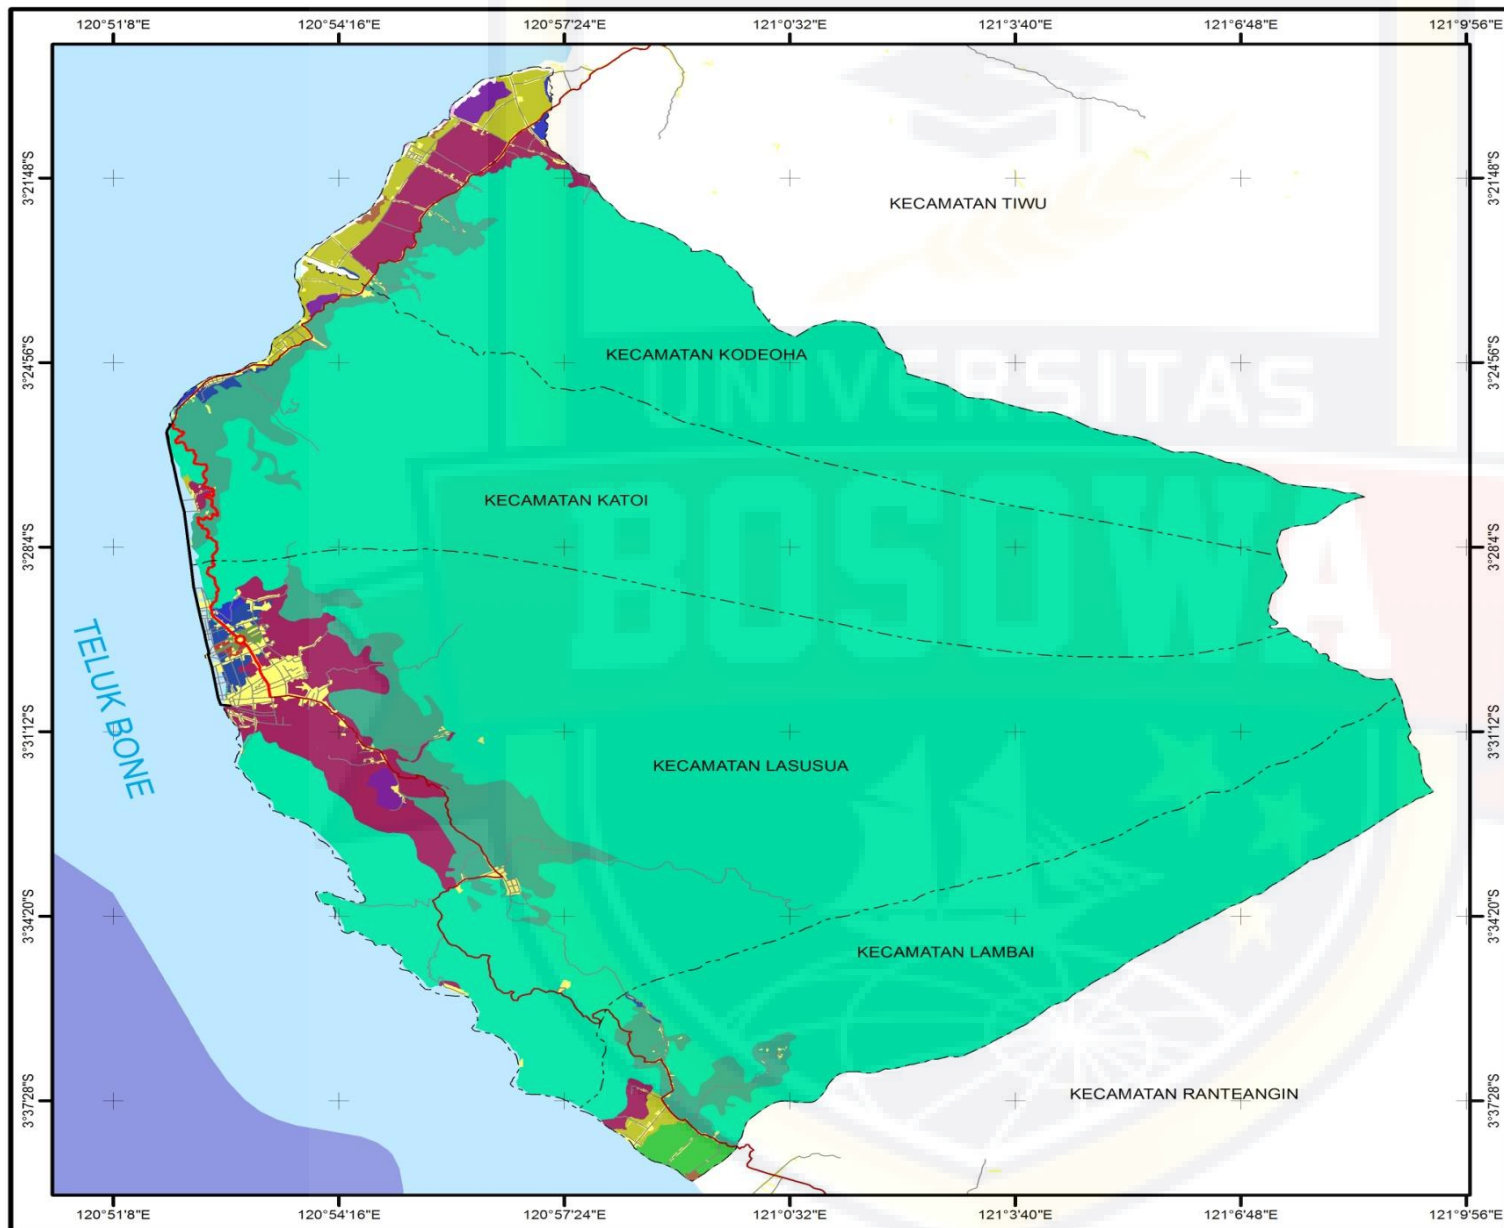 120°51'8"E 120°54'16"E 120°57'24"E 121°0'32"E 121°3'40"E 121°6'48"E 121°9'56"E
3°21'48"S 3°21'48"S
KECAMATAN TIWU
KECAMATAN KODEOHA
3°24'56"S 3°24'56"S
UNIVERSITAS
KECAMATAN KATOI
BOSOWA
3°28'4"S 3°28'4"S
TELUK BONE
3°31'12"S 3°31'12"S
KECAMATAN LASUSUA
3°34'20"S 3°34'20"S
KECAMATAN LAMBAI
KECAMATAN RANTEANGIN
3°37'28"S 3°37'28"S
120°51'8"E 120°54'16"E 120°57'24"E 121°0'32"E 121°3'40"E 121°6'48"E 121°9'56"E